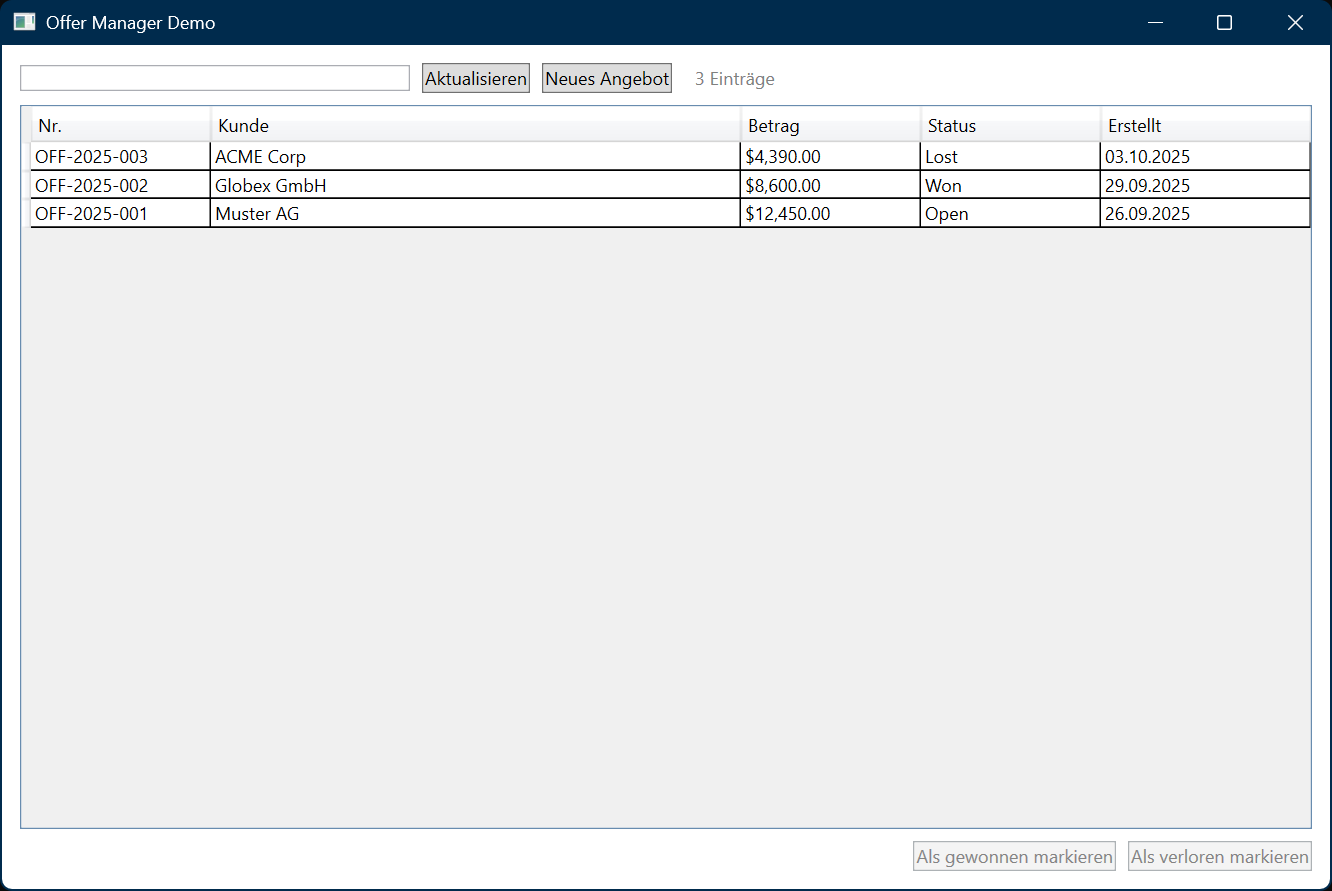 Offer Manager Demo
Aktualisieren Neues Angebot 3 Einträge
Nr. Kunde Betrag Status Erstellt
OFF-2025-003 ACME Corp $4,390.00 Lost 03.10.2025
OFF-2025-002 Globex GmbH $8,600.00 Won 29.09.2025
OFF-2025-001 Muster AG $12,450.00 Open 26.09.2025
Als gewonnen markieren Als verloren markieren